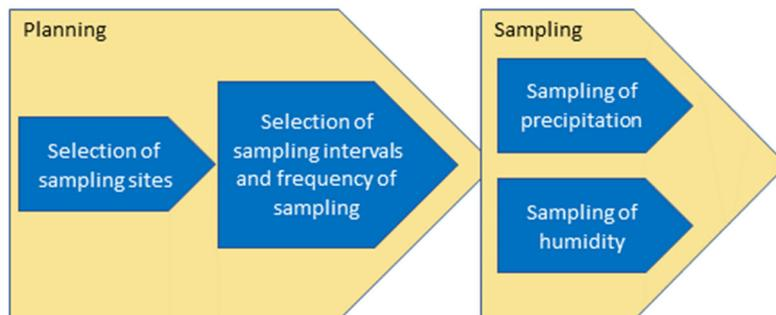 Planning
Selection of
sampling sites
Selection of
sampling intervals
and frequency of
sampling
Sampling
Sampling of
precipitation
Sampling of
humidity